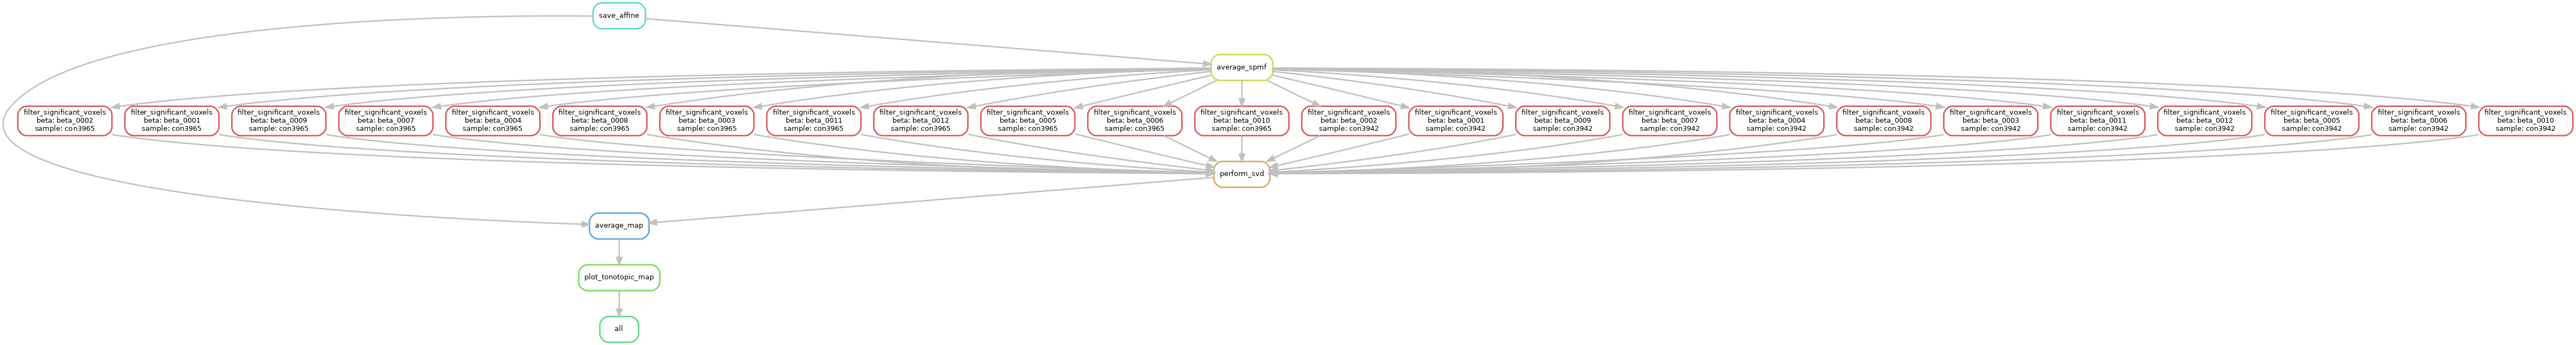 save_affine
average_spmf
filter_significant_voxels
beta: beta_0002
sample: con3965
filter_significant_voxels
beta: beta_0001
sample: con3965
filter_significant_voxels
beta: beta_0009
sample: con3965
filter_significant_voxels
beta: beta_0007
sample: con3965
filter_significant_voxels
beta: beta_0004
sample: con3965
filter_significant_voxels
beta: beta_0008
sample: con3965
filter_significant_voxels
beta: beta_0003
sample: con3965
filter_significant_voxels
beta: beta_0011
sample: con3965
filter_significant_voxels
beta: beta_0012
sample: con3965
filter_significant_voxels
beta: beta_0005
sample: con3965
filter_significant_voxels
beta: beta_0006
sample: con3965
filter_significant_voxels
beta: beta_0010
sample: con3965
filter_significant_voxels
beta: beta_0002
sample: con3942
filter_significant_voxels
beta: beta_0001
sample: con3942
filter_significant_voxels
beta: beta_0009
sample: con3942
filter_significant_voxels
beta: beta_0007
sample: con3942
filter_significant_voxels
beta: beta_0004
sample: con3942
filter_significant_voxels
beta: beta_0008
sample: con3942
filter_significant_voxels
beta: beta_0003
sample: con3942
filter_significant_voxels
beta: beta_0011
sample: con3942
filter_significant_voxels
beta: beta_0012
sample: con3942
filter_significant_voxels
beta: beta_0005
sample: con3942
filter_significant_voxels
beta: beta_0006
sample: con3942
filter_significant_voxels
beta: beta_0010
sample: con3942
perform_svd
average_map
plot_tonotopic_map
all